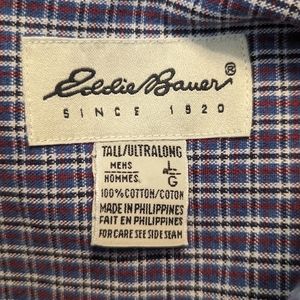 Eddie Bauer®
SINCE 1920
TALL/ULTRALONG
MENS L
HOMMES G
100% COTTON/COTON
MADE IN PHILIPPINES
FAIT EN PHILIPPINES
FOR CARE SEE SIDE SEAM